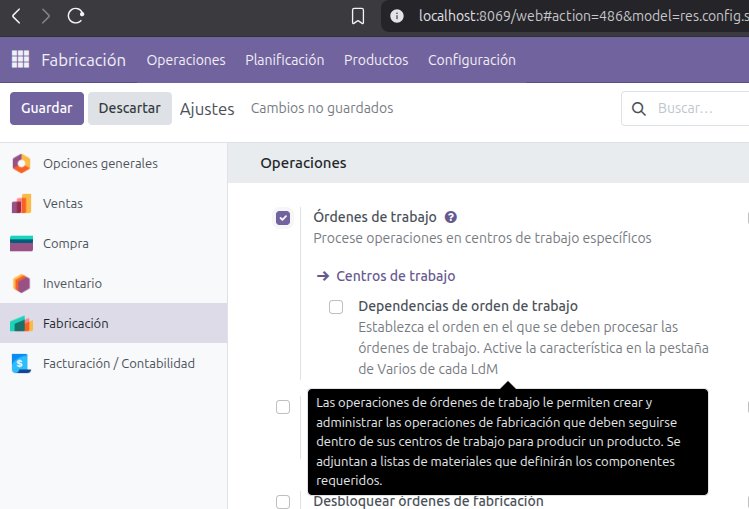 localhost:8069/web#action=486&model=res.config.s
Fabricación Operaciones Planificación Productos Configuración
Guardar Descartar Ajustes Cambios no guardados Buscar...
Opciones generales
Ventas
Compra
Inventario
Fabricación
Facturación / Contabilidad
Operaciones
Órdenes de trabajo ?
Procese operaciones en centros de trabajo específicos
Centros de trabajo
Dependencias de orden de trabajo
Establezca el orden en el que se deben procesar las
órdenes de trabajo. Active la característica en la pestaña
de Varios de cada LdM
Las operaciones de órdenes de trabajo le permiten crear y
administrar las operaciones de fabricación que deben seguirse
dentro de sus centros de trabajo para producir un producto. Se
adjuntan a listas de materiales que definirán los componentes
requeridos.
Desbloquear órdenes de fabricación